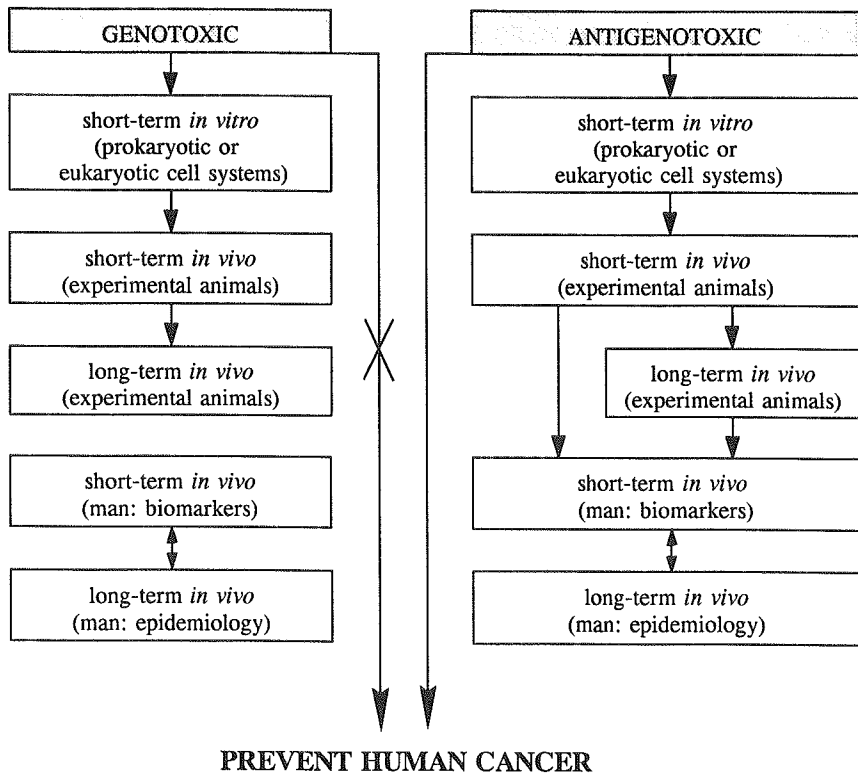 GENOTOXIC
short-term in vitro
(prokaryotic or
eukaryotic cell systems)
short-term in vivo
(experimental animals)
long-term in vivo
(experimental animals)
short-term in vivo
(man: biomarkers)
long-term in vivo
(man: epidemiology)
ANTIGENOTOXIC
short-term in vitro
(prokaryotic or
eukaryotic cell systems)
short-term in vivo
(experimental animals)
long-term in vivo
(experimental animals)
short-term in vivo
(man: biomarkers)
long-term in vivo
(man: epidemiology)
PREVENT HUMAN CANCER